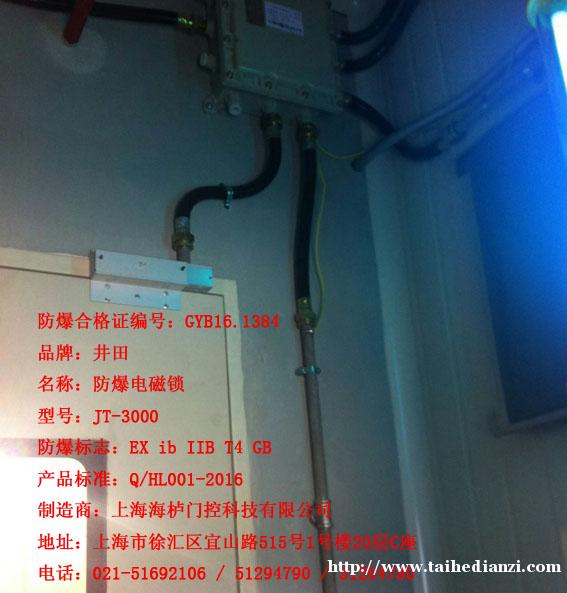 防爆合格证编号：GYB16.1384
品牌：井田
名称：防爆电磁锁
型号：JT-3000
防爆标志：EX ib IIB T4 GB
产品标准：Q/HL001-2016
制造商：上海海栌门控科技有限公司
地址：上海市徐汇区宜山路515号1号楼20层C座
电话：021-51692106 / 51294790 /
http://www.taihedianzi.com